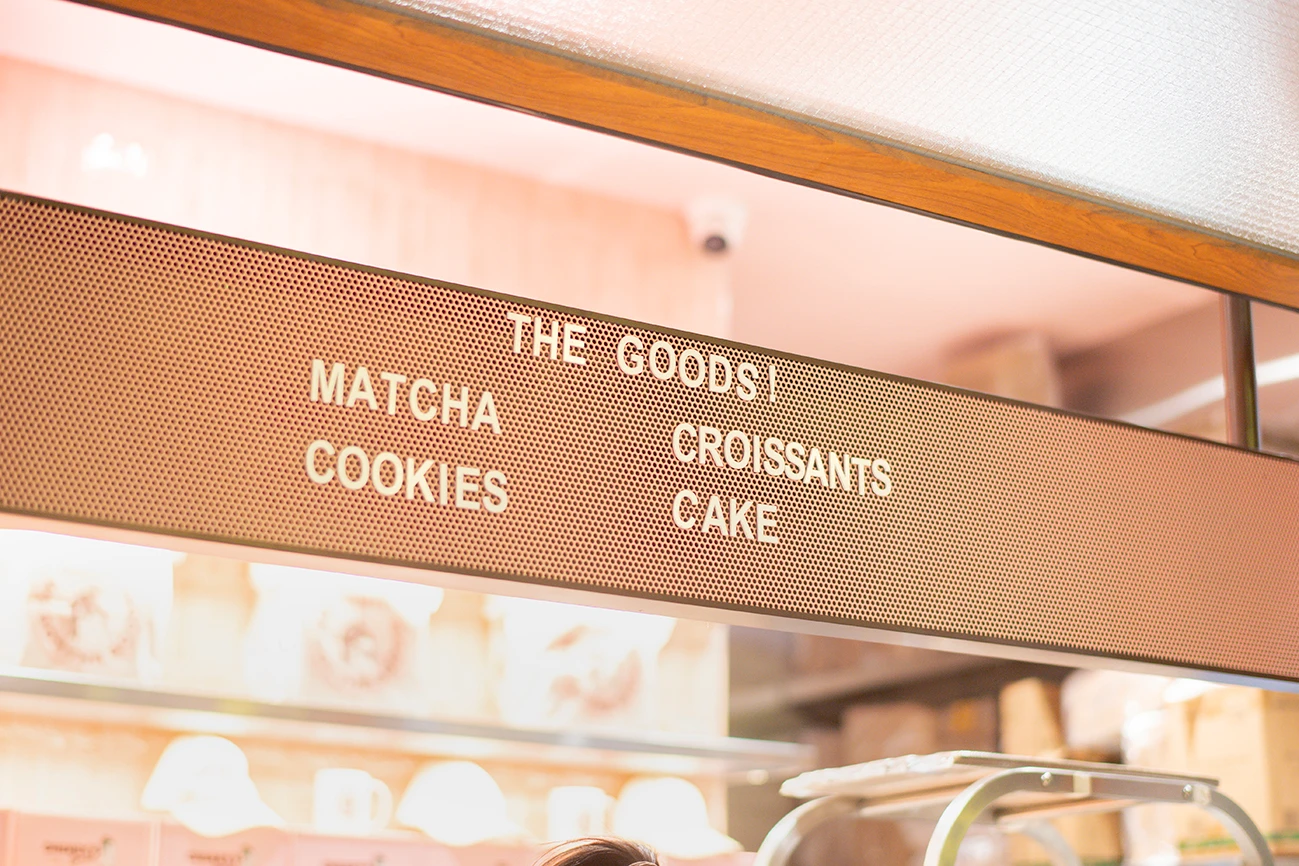 THE GOODS!
MATCHA
COOKIES
CROISSANTS
CAKE